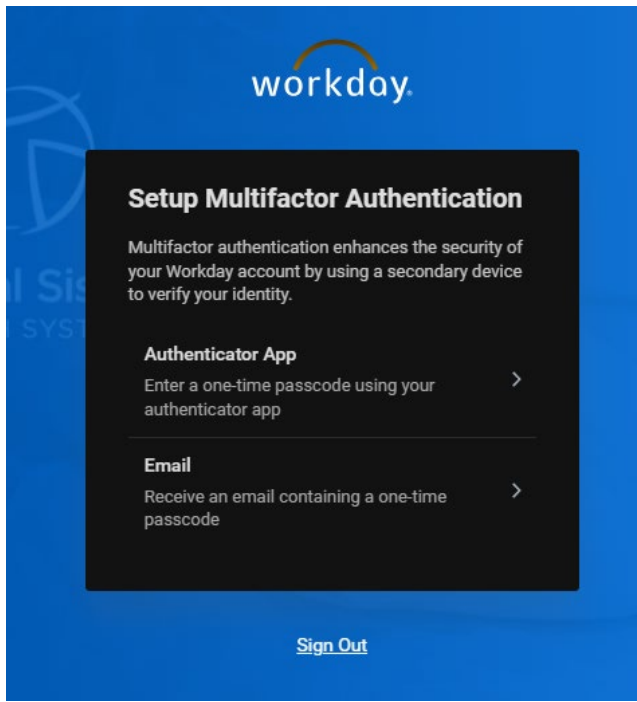 workday.
Setup Multifactor Authentication
Multifactor authentication enhances the security of
your Workday account by using a secondary device
to verify your identity.
Authenticator App
Enter a one-time passcode using your
authenticator app
Email
Receive an email containing a one-time
passcode
l Sis
SYST
Sign Out